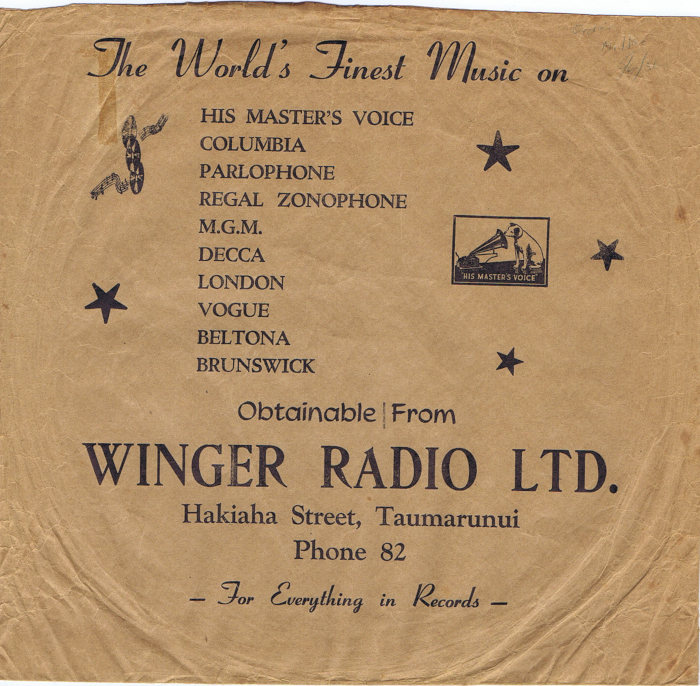 The World's Finest Music on
HIS MASTER'S VOICE
COLUMBIA
PARLOPHONE
REGAL ZONOPHONE
M.G.M.
DECCA
LONDON
VOGUE
BELTONA
BRUNSWICK
"HIS MASTER'S VOICE"
Obtainable From
WINGER RADIO LTD.
Hakiaha Street, Taumarunui
Phone 82
— For Everything in Records —